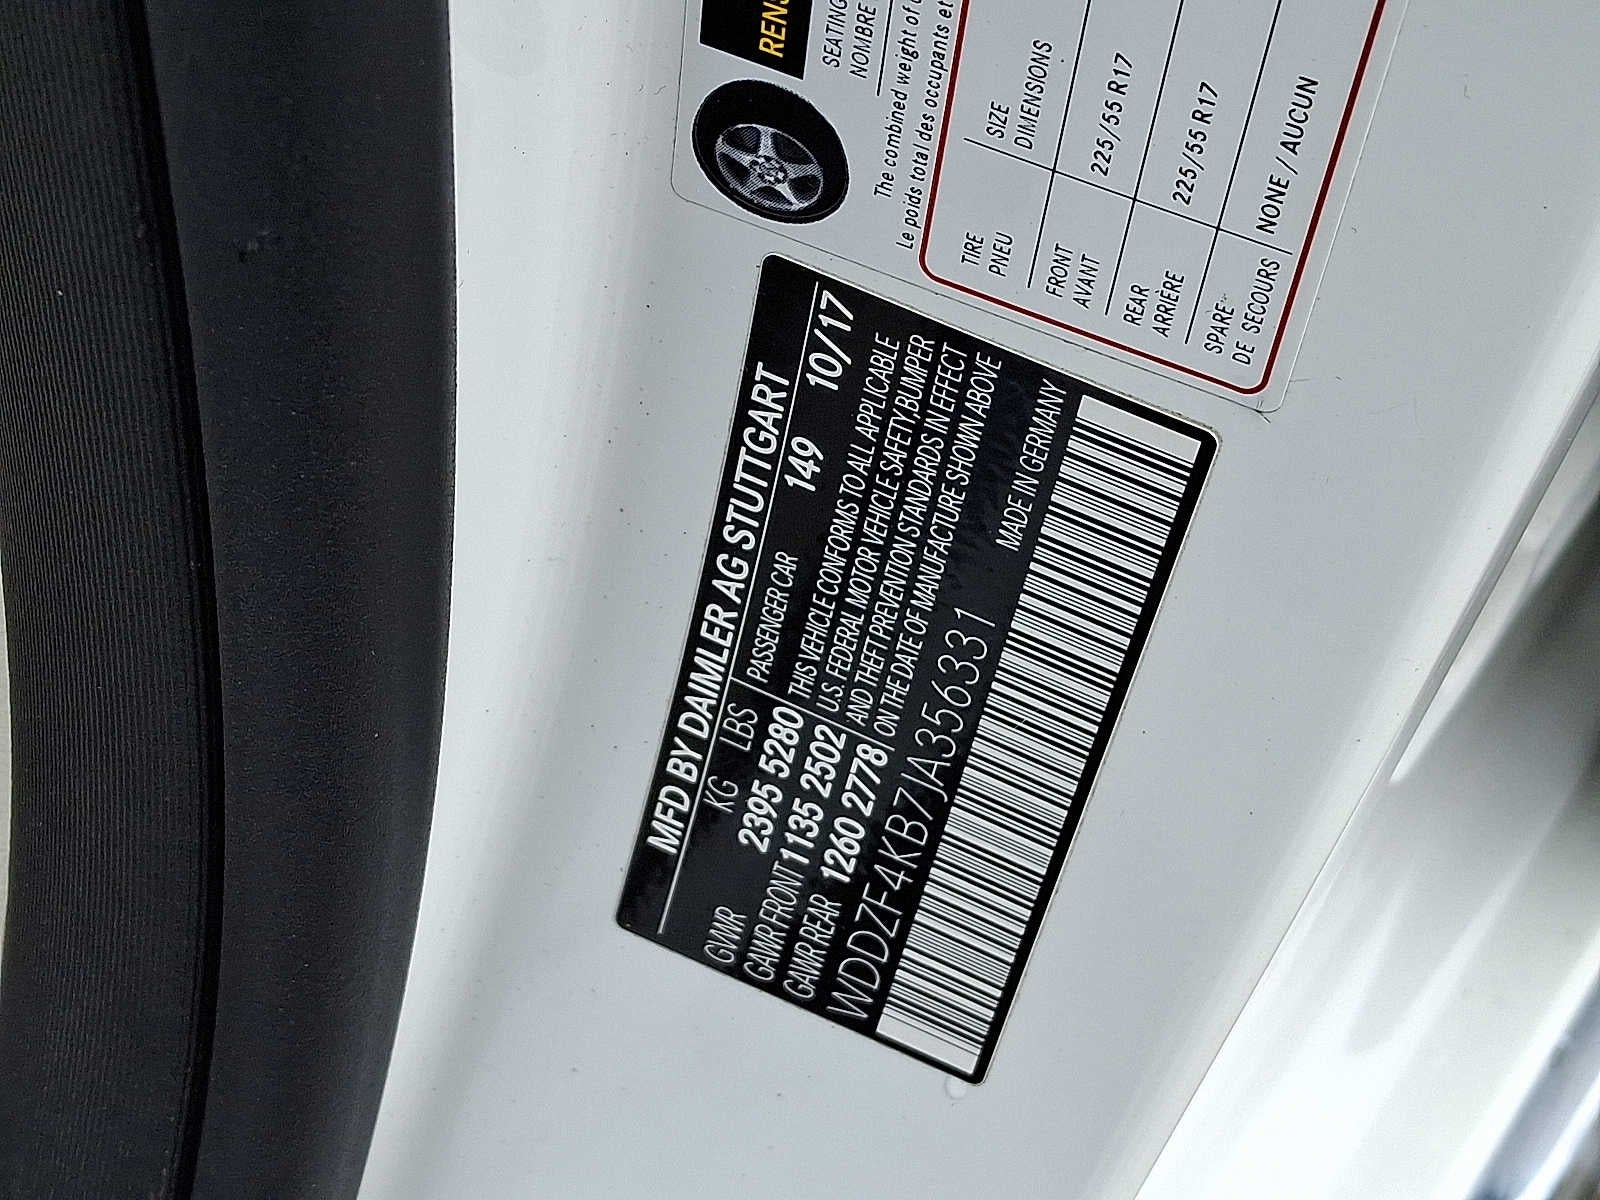 MFD BY DAIMLER AG STUTTGART
KG LBS PASSENGER CAR 149 10/17
GVWR 2395 5280
GAWR FRONT 1135 2502
GAWR REAR 1260 2778
THIS VEHICLE CONFORMS TO ALL APPLICABLE
U.S. FEDERAL MOTOR VEHICLE SAFETY,BUMPER
AND THEFT PREVENTION STANDARDS IN EFFECT
ON THE DATE OF MANUFACTURE SHOWN ABOVE
WDDZF4KB7JA356331
MADE IN GERMANY
SEATING
NOMBRE
The combined weight of
Le poids total des occupants et
TIRE SIZE
PNEU DIMENSIONS
FRONT 225/55 R17
AVANT
REAR 225/55 R17
ARRIÈRE
SPARE NONE / AUCUN
DE SECOURS